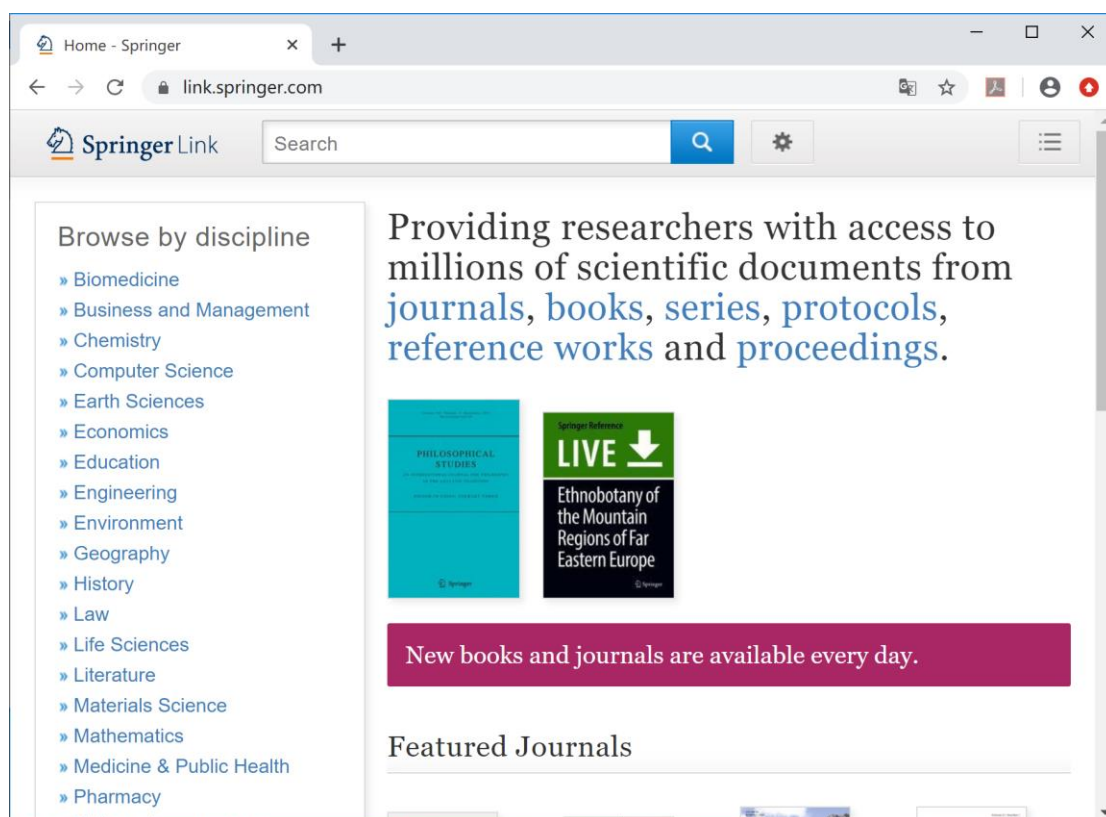 Home - Springer
link.springer.com
Springer Link
Search
Browse by discipline
» Biomedicine
» Business and Management
» Chemistry
» Computer Science
» Earth Sciences
» Economics
» Education
» Engineering
» Environment
» Geography
» History
» Law
» Life Sciences
» Literature
» Materials Science
» Mathematics
» Medicine & Public Health
» Pharmacy
Providing researchers with access to
millions of scientific documents from
journals, books, series, protocols,
reference works and proceedings.
PHILOSOPHICAL
STUDIES
Springer
Springer Reference
LIVE
Ethnobotany of
the Mountain
Regions of Far
Eastern Europe
Springer
New books and journals are available every day.
Featured Journals